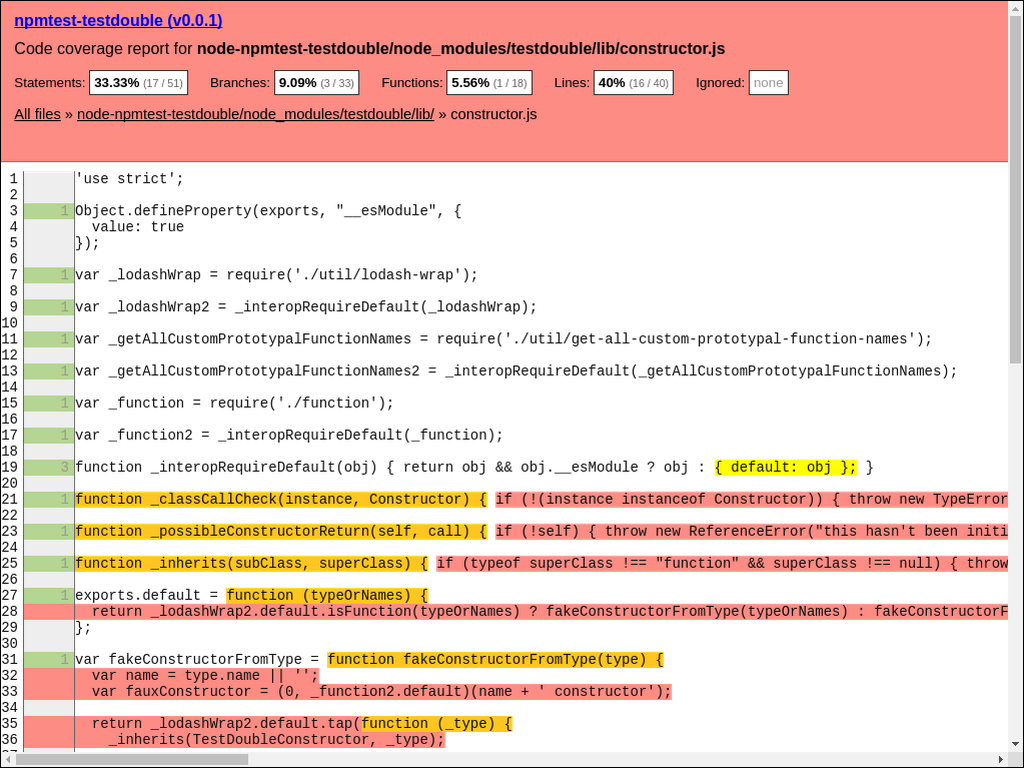 npmtest-testdouble (v0.0.1)
Code coverage report for node-npmtest-testdouble/node_modules/testdouble/lib/constructor.js
Statements: 33.33% (17 / 51) Branches: 9.09% (3 / 33) Functions: 5.56% (1 / 18) Lines: 40% (16 / 40) Ignored: none
All files » node-npmtest-testdouble/node_modules/testdouble/lib/ » constructor.js
1 'use strict';
2
3 1 Object.defineProperty(exports, "__esModule", {
4 value: true
5 });
6
7 1 var _lodashWrap = require('./util/lodash-wrap');
8
9 1 var _lodashWrap2 = _interopRequireDefault(_lodashWrap);
10
11 1 var _getAllCustomPrototypalFunctionNames = require('./util/get-all-custom-prototypal-function-names');
12
13 1 var _getAllCustomPrototypalFunctionNames2 = _interopRequireDefault(_getAllCustomPrototypalFunctionNames);
14
15 1 var _function = require('./function');
16
17 1 var _function2 = _interopRequireDefault(_function);
18
19 3 function _interopRequireDefault(obj) { return obj && obj.__esModule ? obj : { default: obj }; }
20
21 1 function _classCallCheck(instance, Constructor) { if (!(instance instanceof Constructor)) { throw new TypeError
22
23 1 function _possibleConstructorReturn(self, call) { if (!self) { throw new ReferenceError("this hasn't been initi
24
25 1 function _inherits(subClass, superClass) { if (typeof superClass !== "function" && superClass !== null) { throw
26
27 1 exports.default = function (typeOrNames) {
28 return _lodashWrap2.default.isFunction(typeOrNames) ? fakeConstructorFromType(typeOrNames) : fakeConstructorF
29 };
30
31 1 var fakeConstructorFromType = function fakeConstructorFromType(type) {
32 var name = type.name || '';
33 var fauxConstructor = (0, _function2.default)(name + ' constructor');
34
35 return _lodashWrap2.default.tap(function (_type) {
36 _inherits(TestDoubleConstructor, _type);